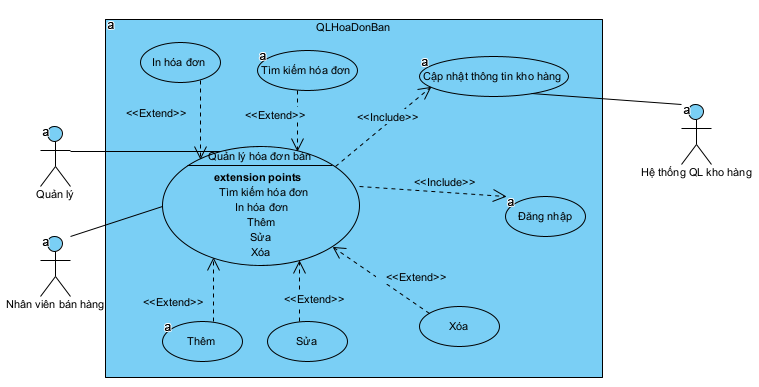 a
QLHoaDonBan
In hóa đơn
a
Tìm kiếm hóa đơn
a
Cập nhật thông tin kho hàng
<<Extend>>
<<Extend>>
<<Include>>
a
Quản lý
a
Hệ thống QL kho hàng
Quản lý hóa đơn bán
extension points
Tìm kiếm hóa đơn
In hóa đơn
Thêm
Sửa
Xóa
<<Include>>
a
Đăng nhập
a
Nhân viên bán hàng
<<Extend>>
<<Extend>>
<<Extend>>
a
Thêm
Sửa
Xóa